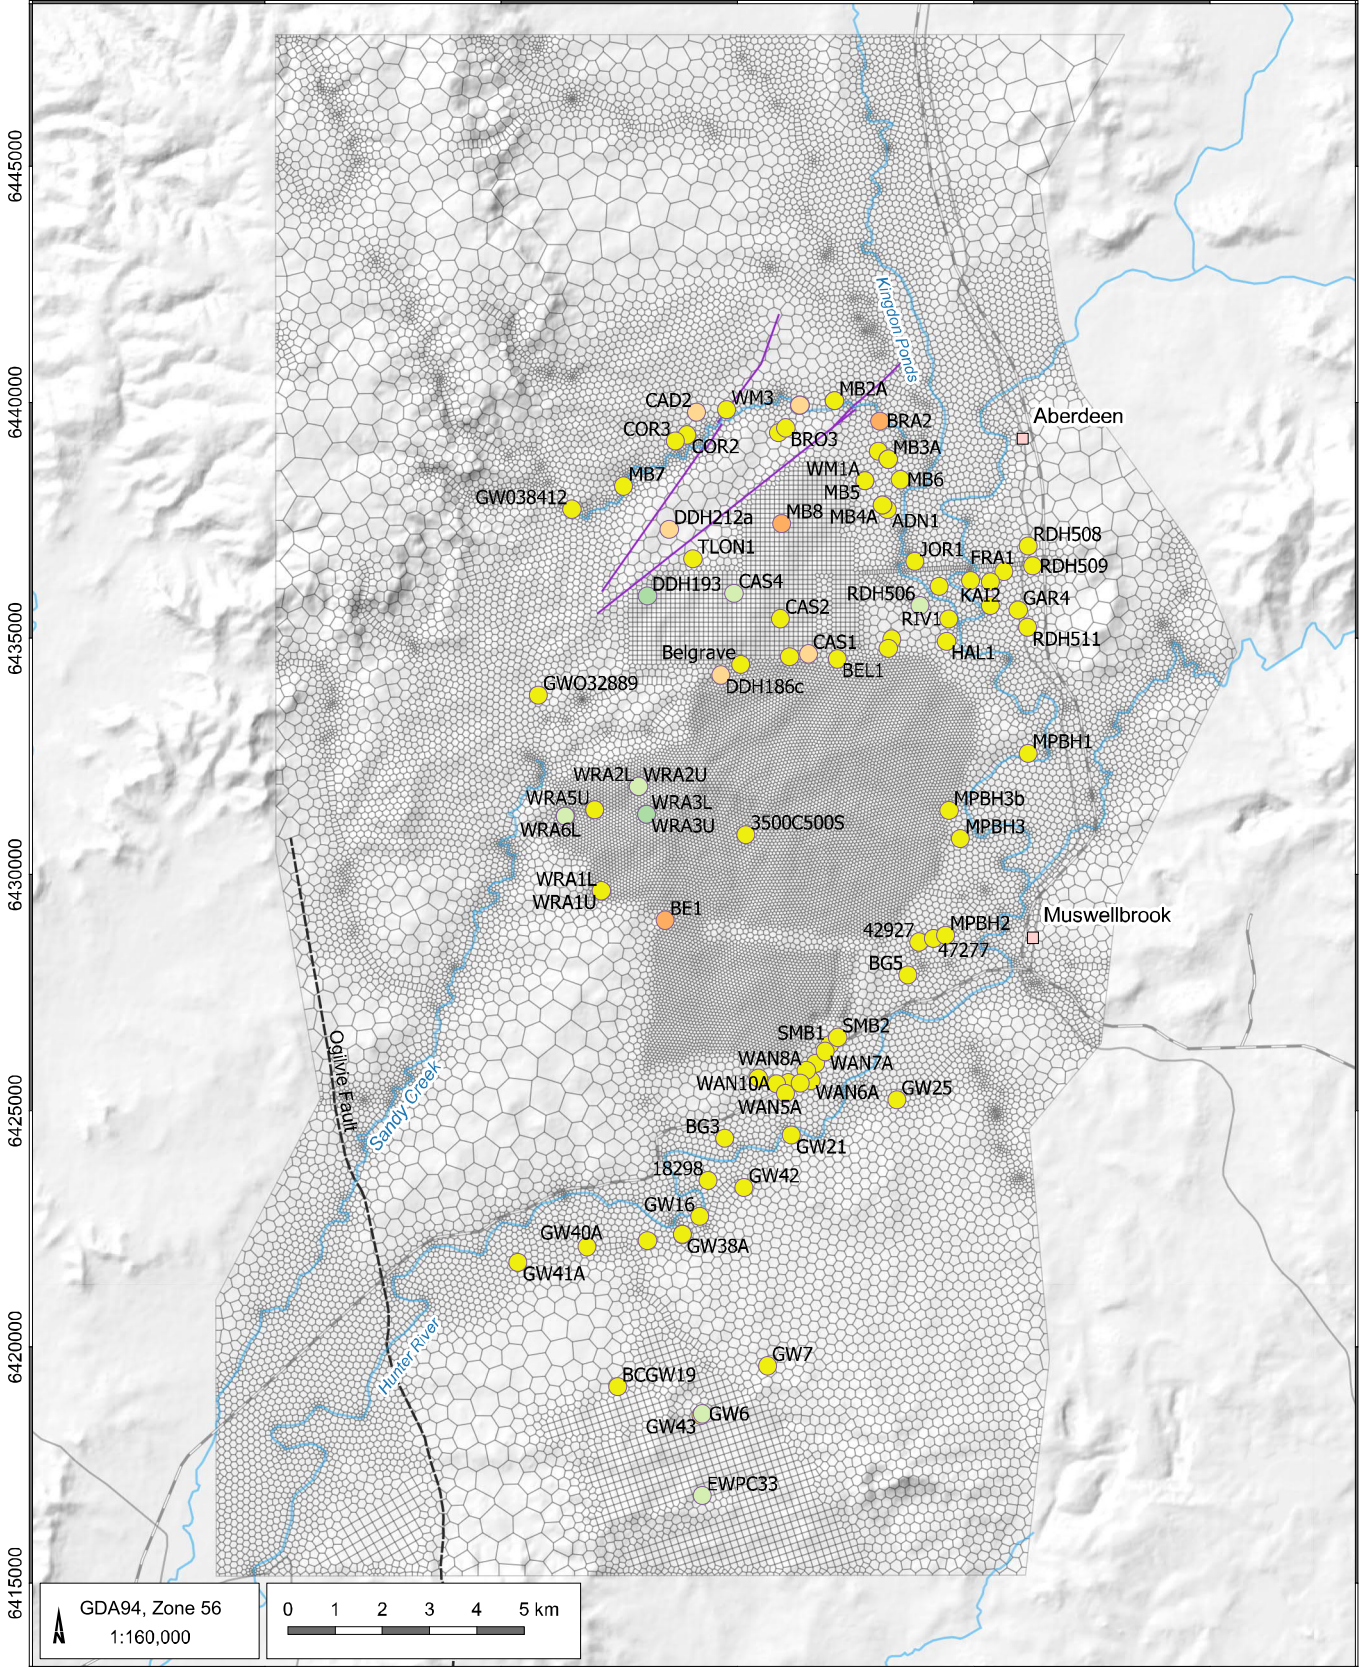 6445000
Kingdon Ponds
6440000
MB2A
WM3
CAD2
Aberdeen
BRA2
COR3
BRO3
COR2
MB3A
WM1A
MB7
MB6
MB5
GW038412
MB8
MB4A
ADN1
DDH212a
RDH508
TLON1
JOR1
FRA1
RDH509
DDH193
CAS4
RDH506
KAI2
GAR4
CAS2
RIV1
6435000
RDH511
CAS1
Belgrave
HAL1
BEL1
GWO32889
DDH186c
MPBH1
WRA2L
WRA2U
WRA5U
WRA3L
MPBH3b
WRA6L
WRA3U
3500C500S
MPBH3
6430000
WRA1L
WRA1U
BE1
Muswellbrook
42927
MPBH2
47277
BG5
SMB1
SMB2
WAN8A
WAN7A
WAN10A
WAN6A
GW25
WAN5A
6425000
Ogilvie Fault
Sandy Creek
BG3
GW21
18298
GW42
GW16
GW40A
GW38A
GW41A
6420000
Hunter River
GW7
BCGW19
GW6
GW43
EWPC33
6415000
GDA94, Zone 56
1:160,000
N
0 1 2 3 4 5 km